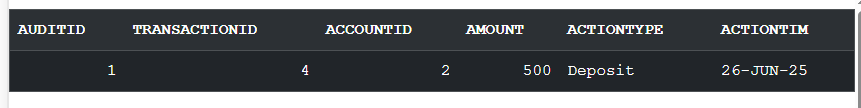 AUDITID TRANSACTIONID ACCOUNTID AMOUNT ACTIONTYPE ACTIONTIM
1 4 2 500 Deposit 26-JUN-25